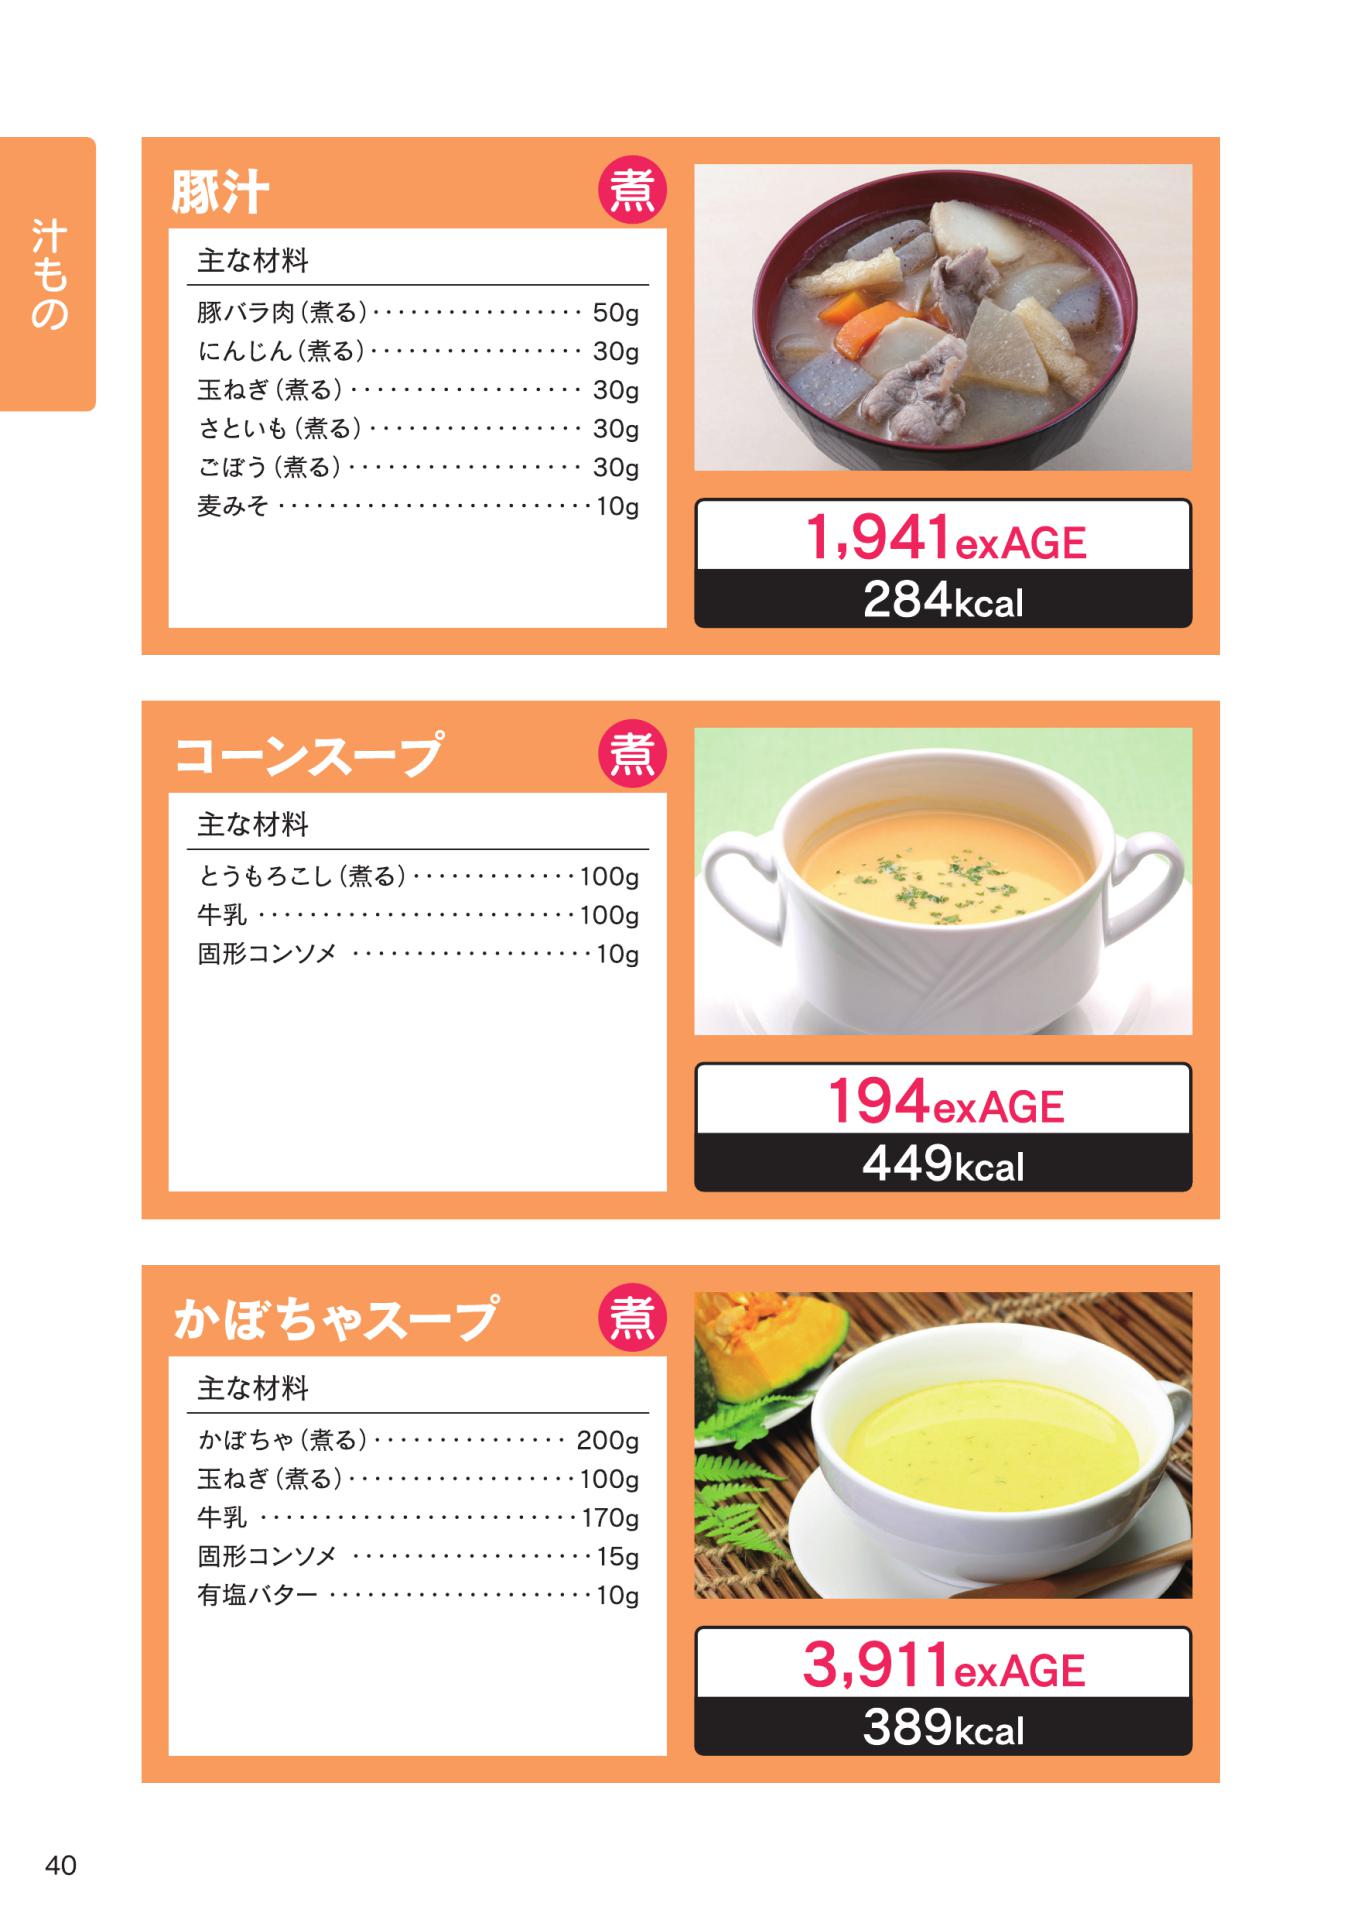 汁もの
豚汁
煮
主な材料
豚バラ肉（煮る）················· 50g
にんじん（煮る）················· 30g
玉ねぎ（煮る）··················· 30g
さといも（煮る）················· 30g
ごぼう（煮る）··················· 30g
麦みそ ·························10g
1,941exAGE
284kcal
コーンスープ
煮
主な材料
とうもろこし（煮る）·············100g
牛乳 ·························100g
固形コンソメ ···················10g
194exAGE
449kcal
かぼちゃスープ
煮
主な材料
かぼちゃ（煮る）··············· 200g
玉ねぎ（煮る）··················100g
牛乳 ·························170g
固形コンソメ ···················15g
有塩バター ·····················10g
3,911exAGE
389kcal
40